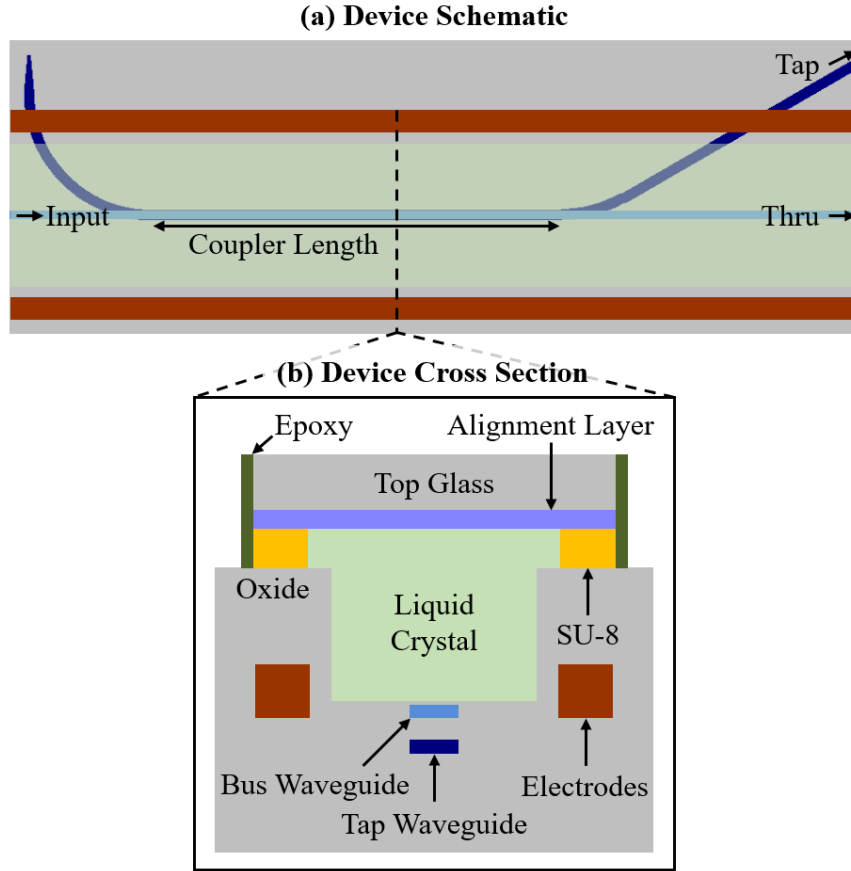 (a) Device Schematic
Tap
Input
Thru
Coupler Length
(b) Device Cross Section
Epoxy
Alignment Layer
Top Glass
Oxide
Liquid
Crystal
SU-8
Bus Waveguide
Electrodes
Tap Waveguide